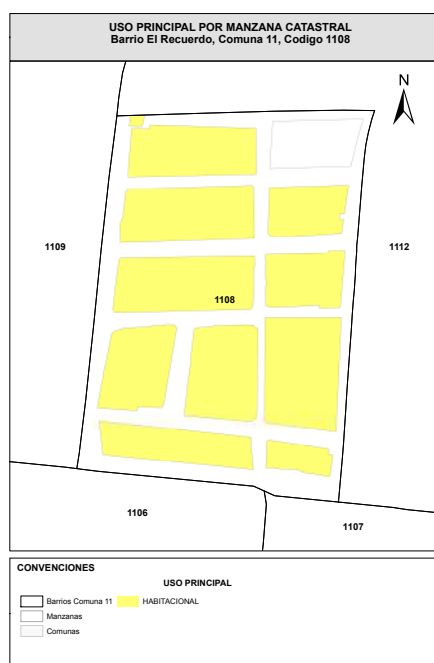 USO PRINCIPAL POR MANZANA CATASTRAL
Barrio El Recuerdo, Comuna 11, Codigo 1108
N
1109
1112
1108
1106
1107
CONVENCIONES
USO PRINCIPAL
Barrios Comuna 11
HABITACIONAL
Manzanas
Comunas